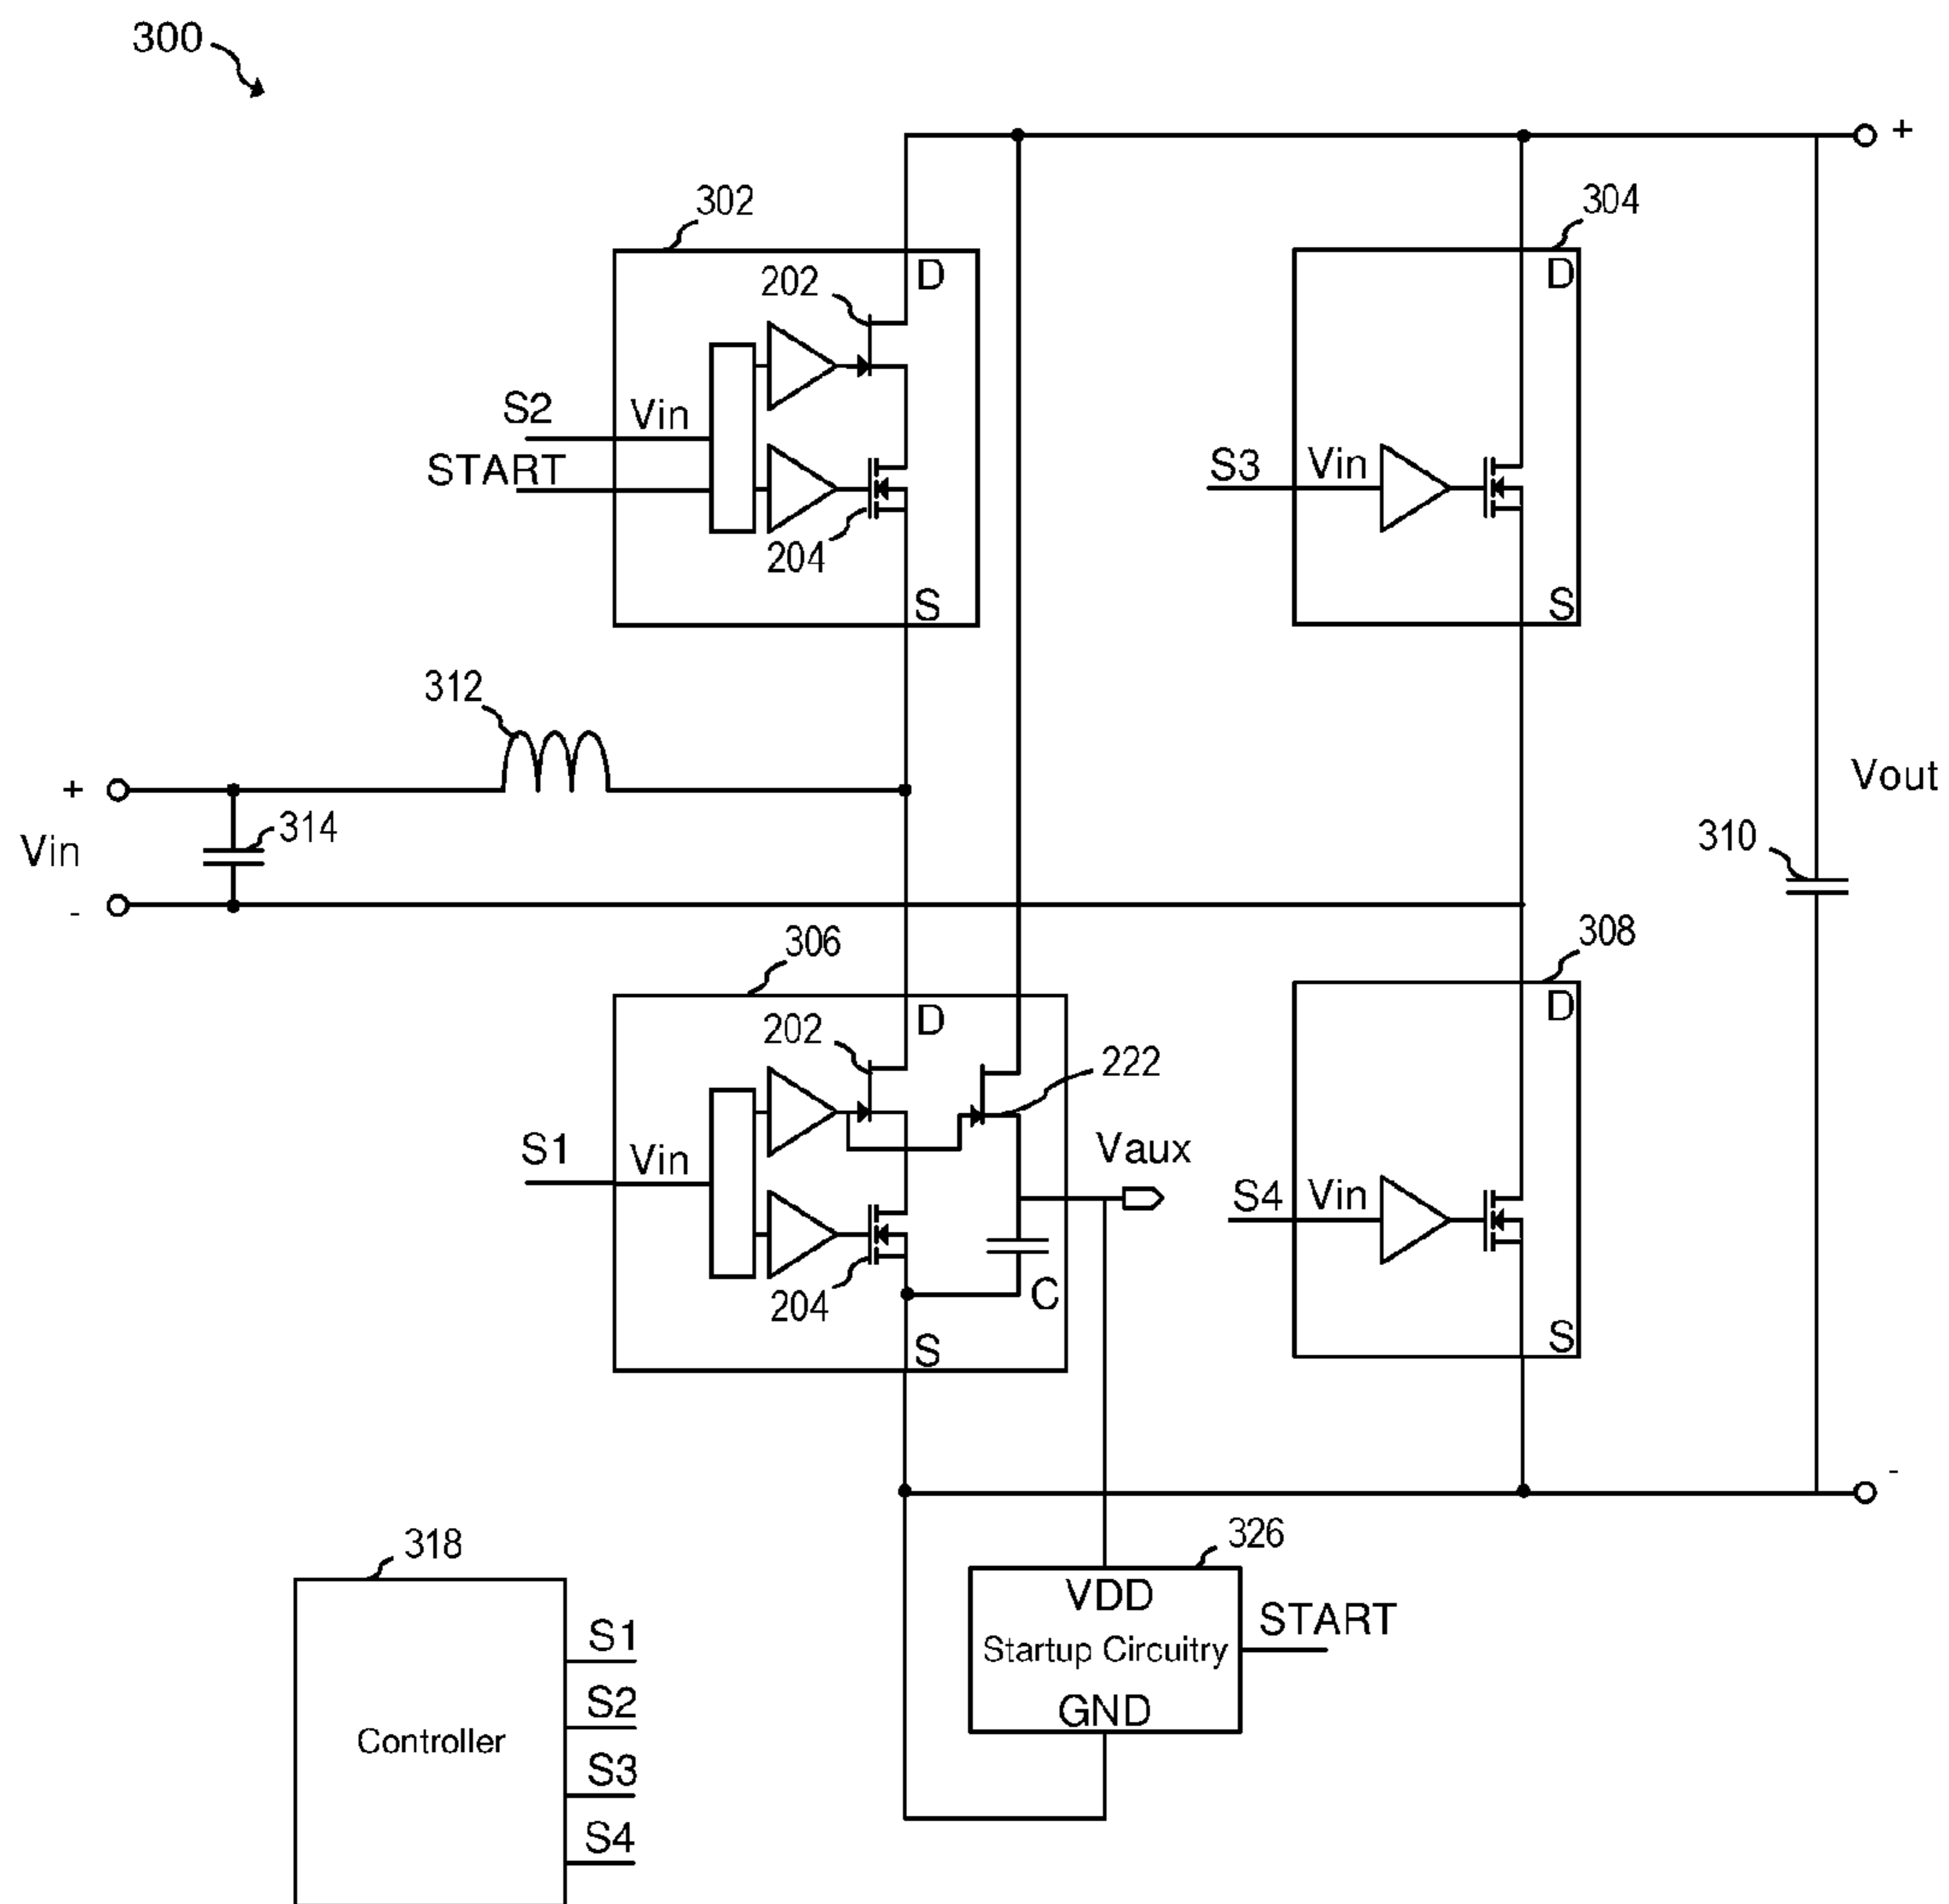 300
+
302
304
D
D
202
S2
Vin
START
S3
Vin
204
S
S
312
+
Vout
314
Vin
310
-
306
308
D
D
202
222
S1
Vin
Vaux
S4
Vin
204
C
S
S
-
318
326
VDD
S1
START
Startup Circuitry
S2
GND
Controller
S3
S4